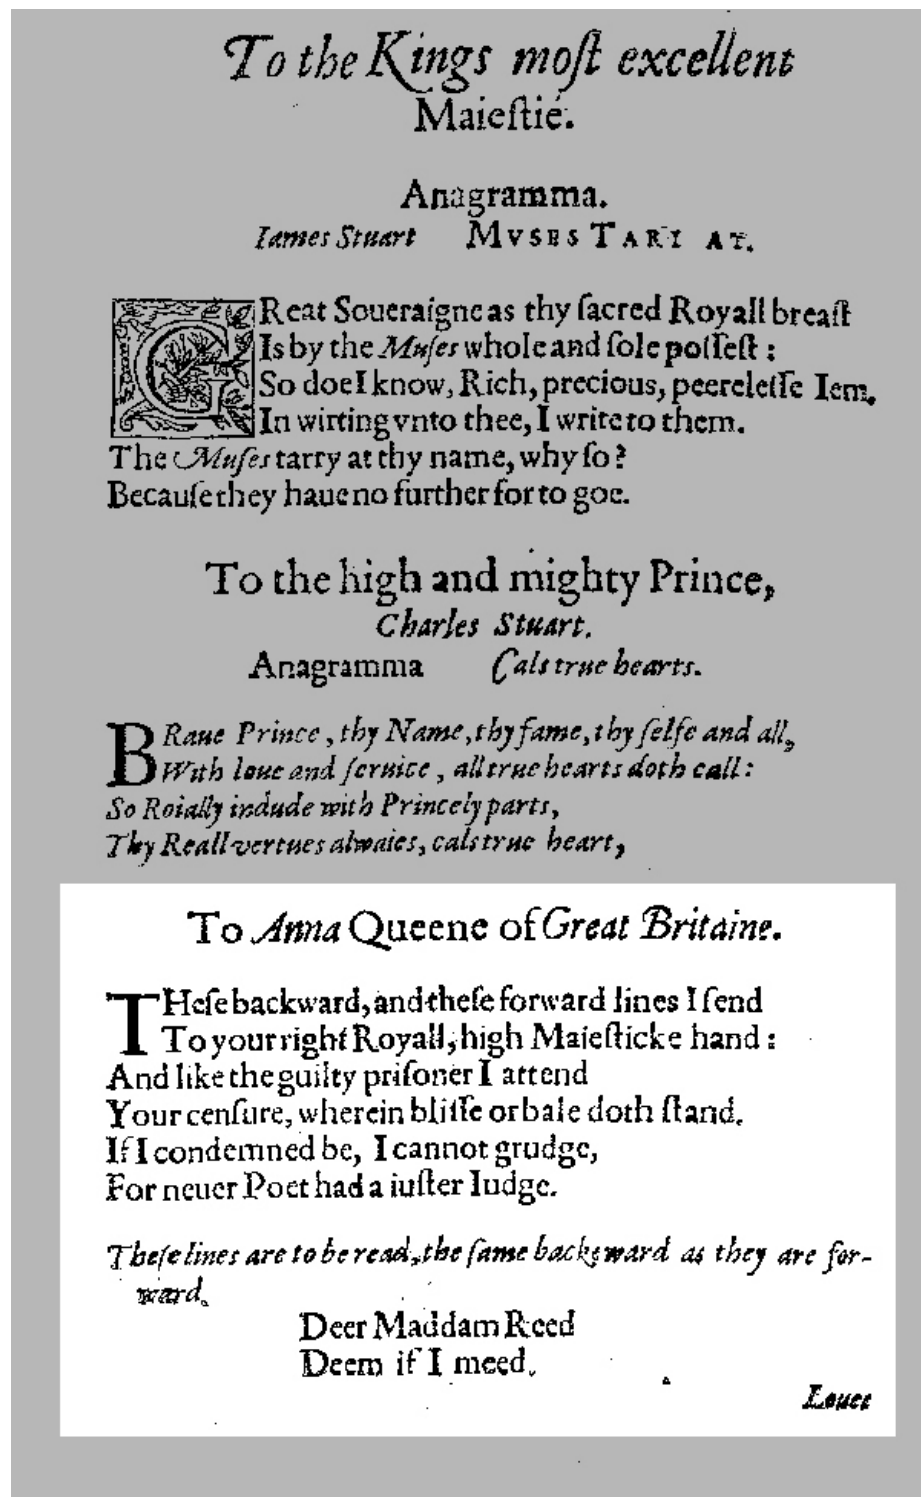 To the Kings moſt excellent
Maieſtie.
Anagramma.
Iames Stuart MVSES TARI AT.
GReat Soueraigne as thy ſacred Royall breaſt
Is by the Muſes whole and ſole poſſeſt :
So doe I know, Rich, precious, peereleſſe Iem,
In wirting vnto thee, I write to them.
The Muſes tarry at thy name, why ſo?
Becauſe they haue no further for to goe.
To the high and mighty Prince,
Charles Stuart.
Anagramma Cals true hearts.
BRaue Prince, thy Name, thy fame, thy ſelfe and all,
With loue and ſeruice, all true hearts doth call:
So Roially indude with Princely parts,
Thy Reall vertues alwaies, cals true heart,
To Anna Queene of Great Britaine.
THeſe backward, and theſe forward lines I ſend
To your right Royall, high Maieſticke hand :
And like the guilty priſoner I attend
Your cenſure, wherein bliſſe or bale doth ſtand.
If I condemned be, I cannot grudge,
For neuer Poet had a iuſter Iudge.
Theſe lines are to be read, the ſame backeward as they are for-
ward.
Deer Maddam Reed
Deem if I meed.
Louer